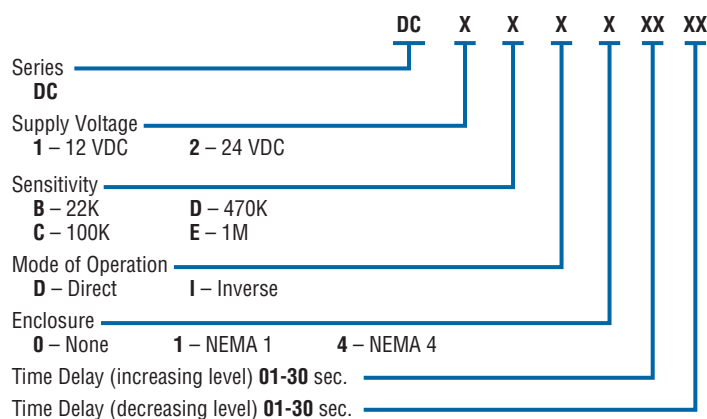 DC X X X X XX XX
Series
DC
Supply Voltage
1 – 12 VDC 2 – 24 VDC
Sensitivity
B – 22K D – 470K
C – 100K E – 1M
Mode of Operation
D – Direct I – Inverse
Enclosure
0 – None 1 – NEMA 1 4 – NEMA 4
Time Delay (increasing level) 01-30 sec.
Time Delay (decreasing level) 01-30 sec.